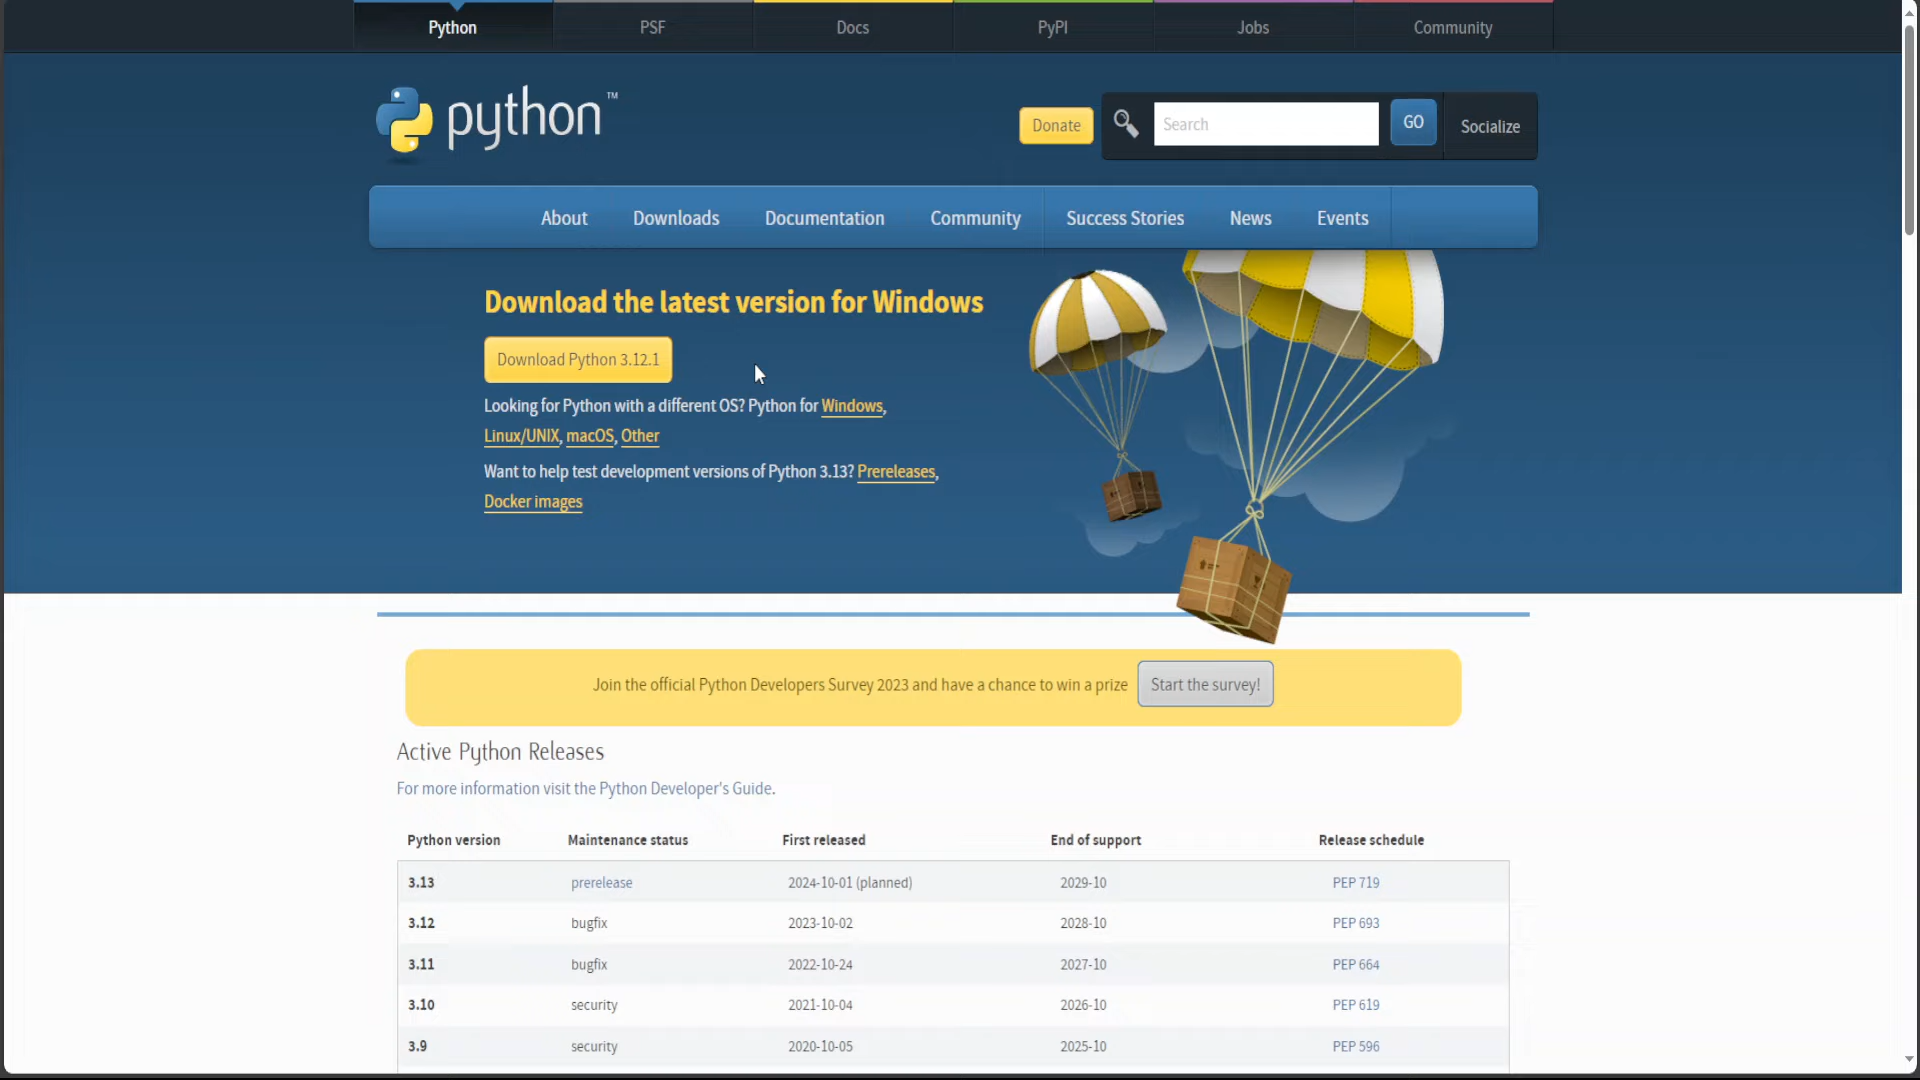 Python PSF Docs PyPI Jobs Community
python™
Donate Search GO Socialize
About Downloads Documentation Community Success Stories News Events
Download the latest version for Windows
Download Python 3.12.1
Looking for Python with a different OS? Python for Windows,
Linux/UNIX, macOS, Other
Want to help test development versions of Python 3.13? Prereleases,
Docker images
Join the official Python Developers Survey 2023 and have a chance to win a prize Start the survey!
Active Python Releases
For more information visit the Python Developer's Guide.
Python version Maintenance status First released End of support Release schedule
3.13 prerelease 2024-10-01 (planned) 2029-10 PEP 719
3.12 bugfix 2023-10-02 2028-10 PEP 693
3.11 bugfix 2022-10-24 2027-10 PEP 664
3.10 security 2021-10-04 2026-10 PEP 619
3.9 security 2020-10-05 2025-10 PEP 596